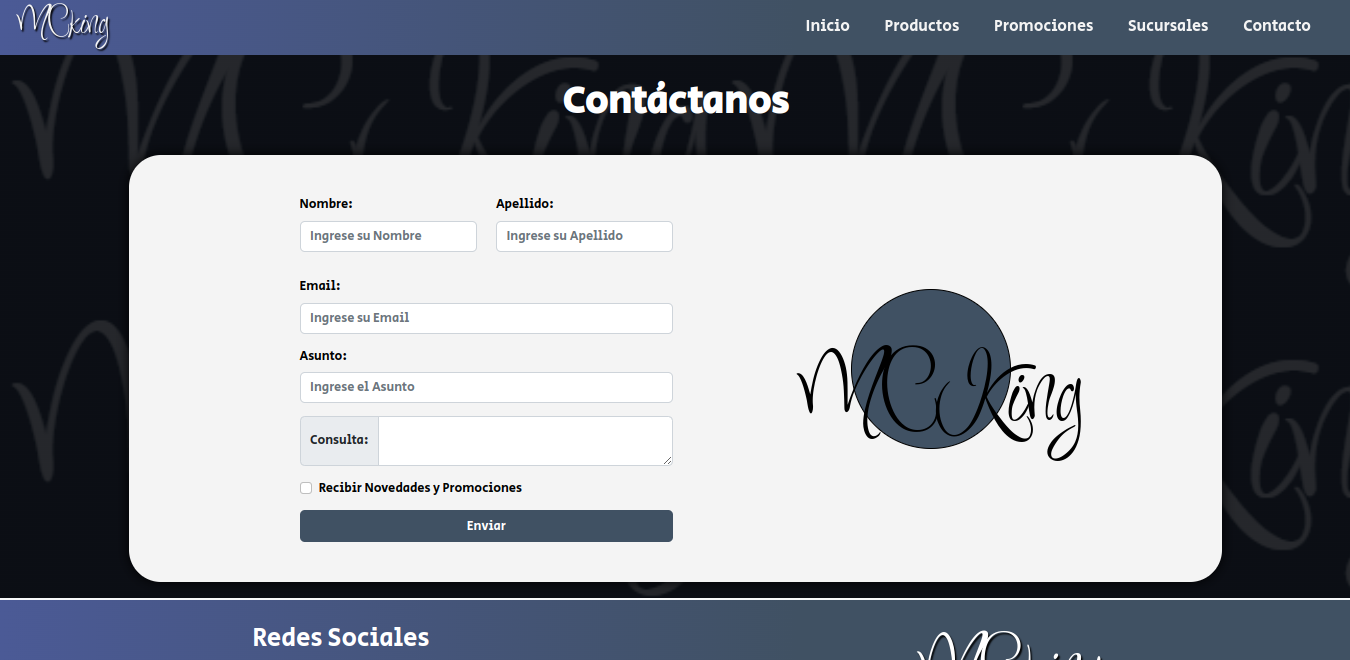 MCking
Inicio Productos Promociones Sucursales Contacto
Contáctanos
Nombre: Apellido:
Ingrese su Nombre Ingrese su Apellido
Email:
Ingrese su Email
Asunto:
Ingrese el Asunto
MCKing
Consulta:
Recibir Novedades y Promociones
Enviar
Redes Sociales
MCking